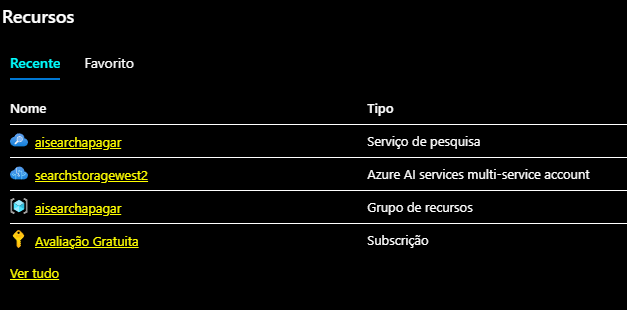 Recursos
Recente Favorito
Nome Tipo
aisearchapagar Serviço de pesquisa
searchstoragewest2 Azure AI services multi-service account
aisearchapagar Grupo de recursos
Avaliação Gratuita Subscrição
Ver tudo